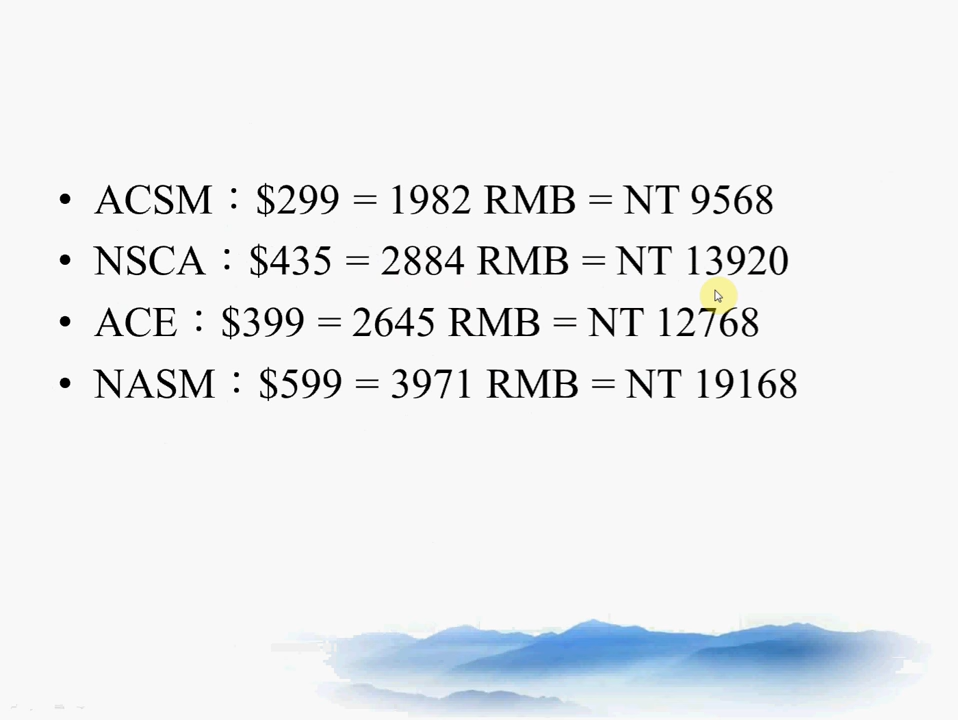 • ACSM：$299 = 1982 RMB = NT 9568
• NSCA：$435 = 2884 RMB = NT 13920
• ACE：$399 = 2645 RMB = NT 12768
• NASM：$599 = 3971 RMB = NT 19168